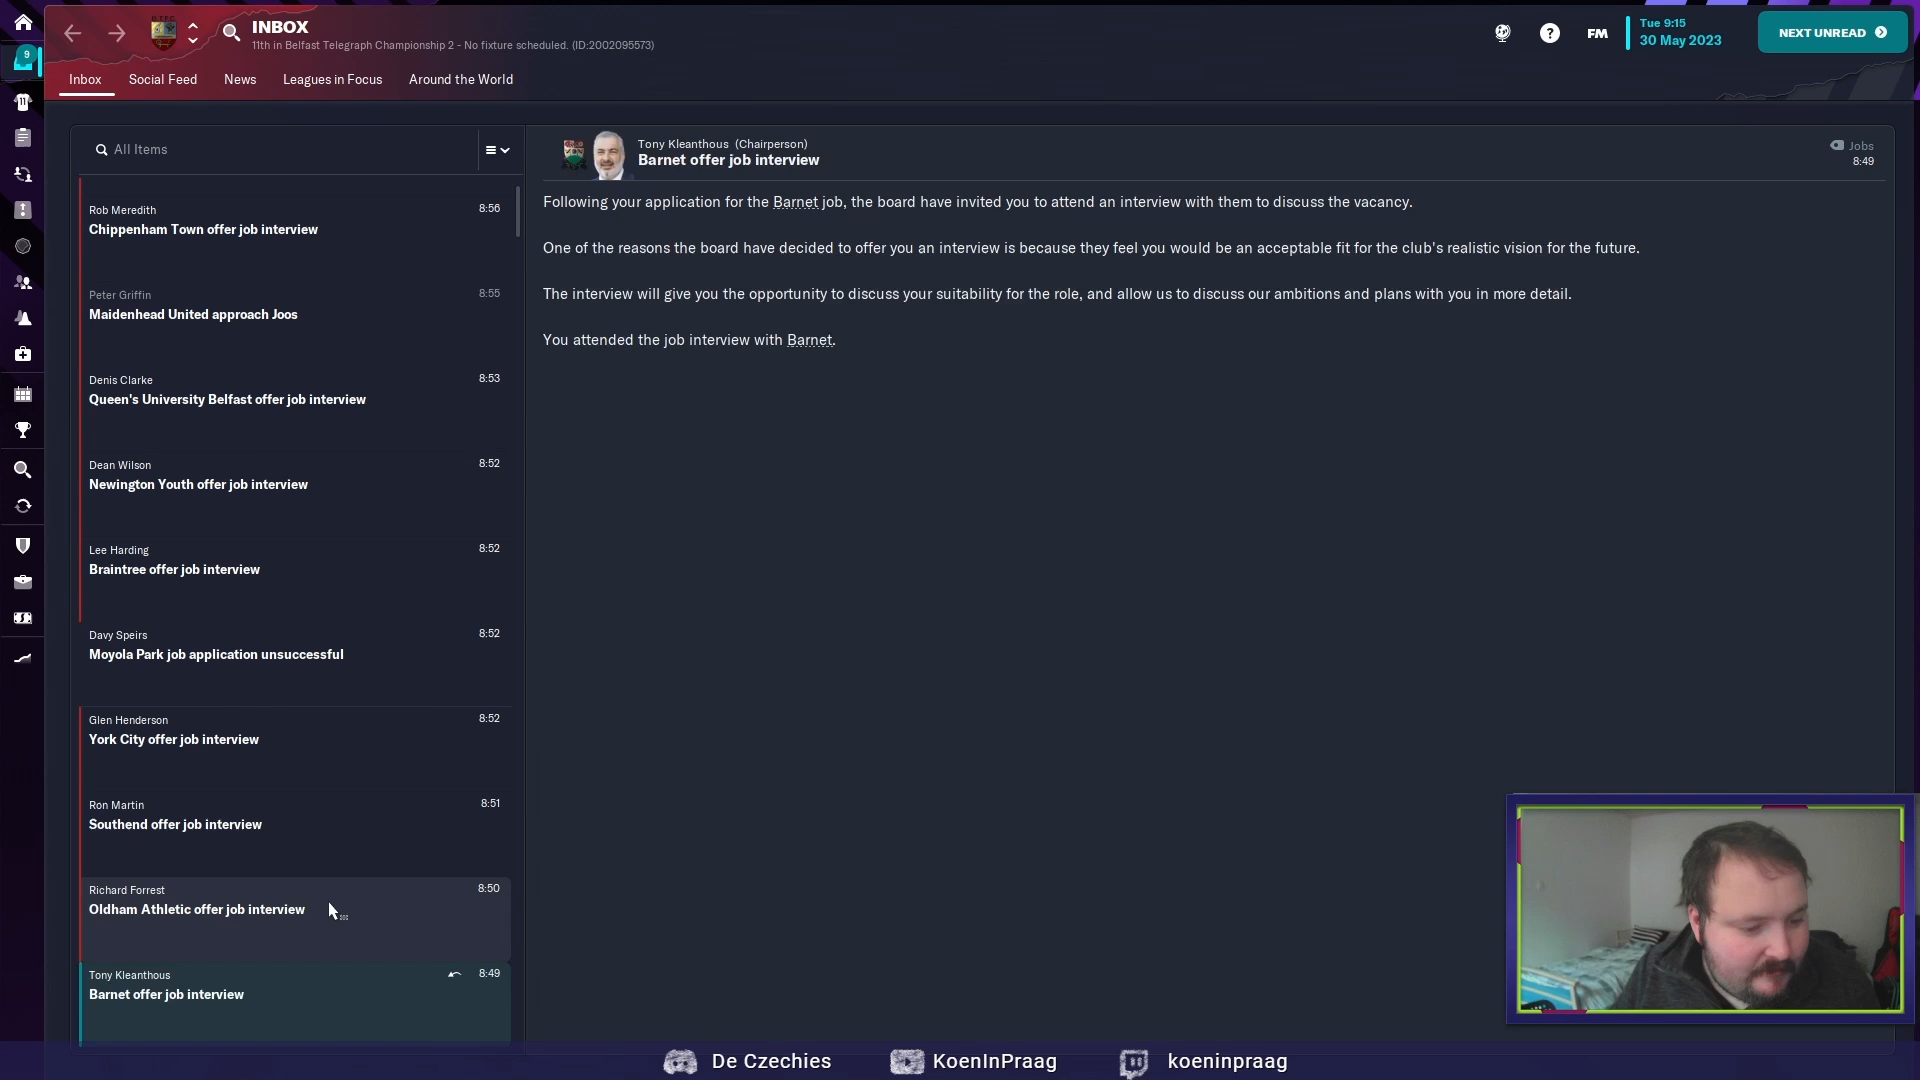 INBOX
11th in Belfast Telegraph Championship 2 - No fixture scheduled. (ID:2002095573)
FM
Tue 9:15
30 May 2023
NEXT UNREAD
9
Inbox
Social Feed
News
Leagues in Focus
Around the World
All Items
Rob Meredith
8:56
Chippenham Town offer job interview
Peter Griffin
8:55
Maidenhead United approach Joos
Denis Clarke
8:53
Queen's University Belfast offer job interview
Dean Wilson
8:52
Newington Youth offer job interview
Lee Harding
8:52
Braintree offer job interview
Davy Speirs
8:52
Moyola Park job application unsuccessful
Glen Henderson
8:52
York City offer job interview
Ron Martin
8:51
Southend offer job interview
Richard Forrest
8:50
Oldham Athletic offer job interview
Tony Kleanthous
8:49
Barnet offer job interview
Tony Kleanthous (Chairperson)
Barnet offer job interview
Jobs
8:49
Following your application for the Barnet job, the board have invited you to attend an interview with them to discuss the vacancy.
One of the reasons the board have decided to offer you an interview is because they feel you would be an acceptable fit for the club's realistic vision for the future.
The interview will give you the opportunity to discuss your suitability for the role, and allow us to discuss our ambitions and plans with you in more detail.
You attended the job interview with Barnet.
De Czechies
KoenInPraag
koeninpraag